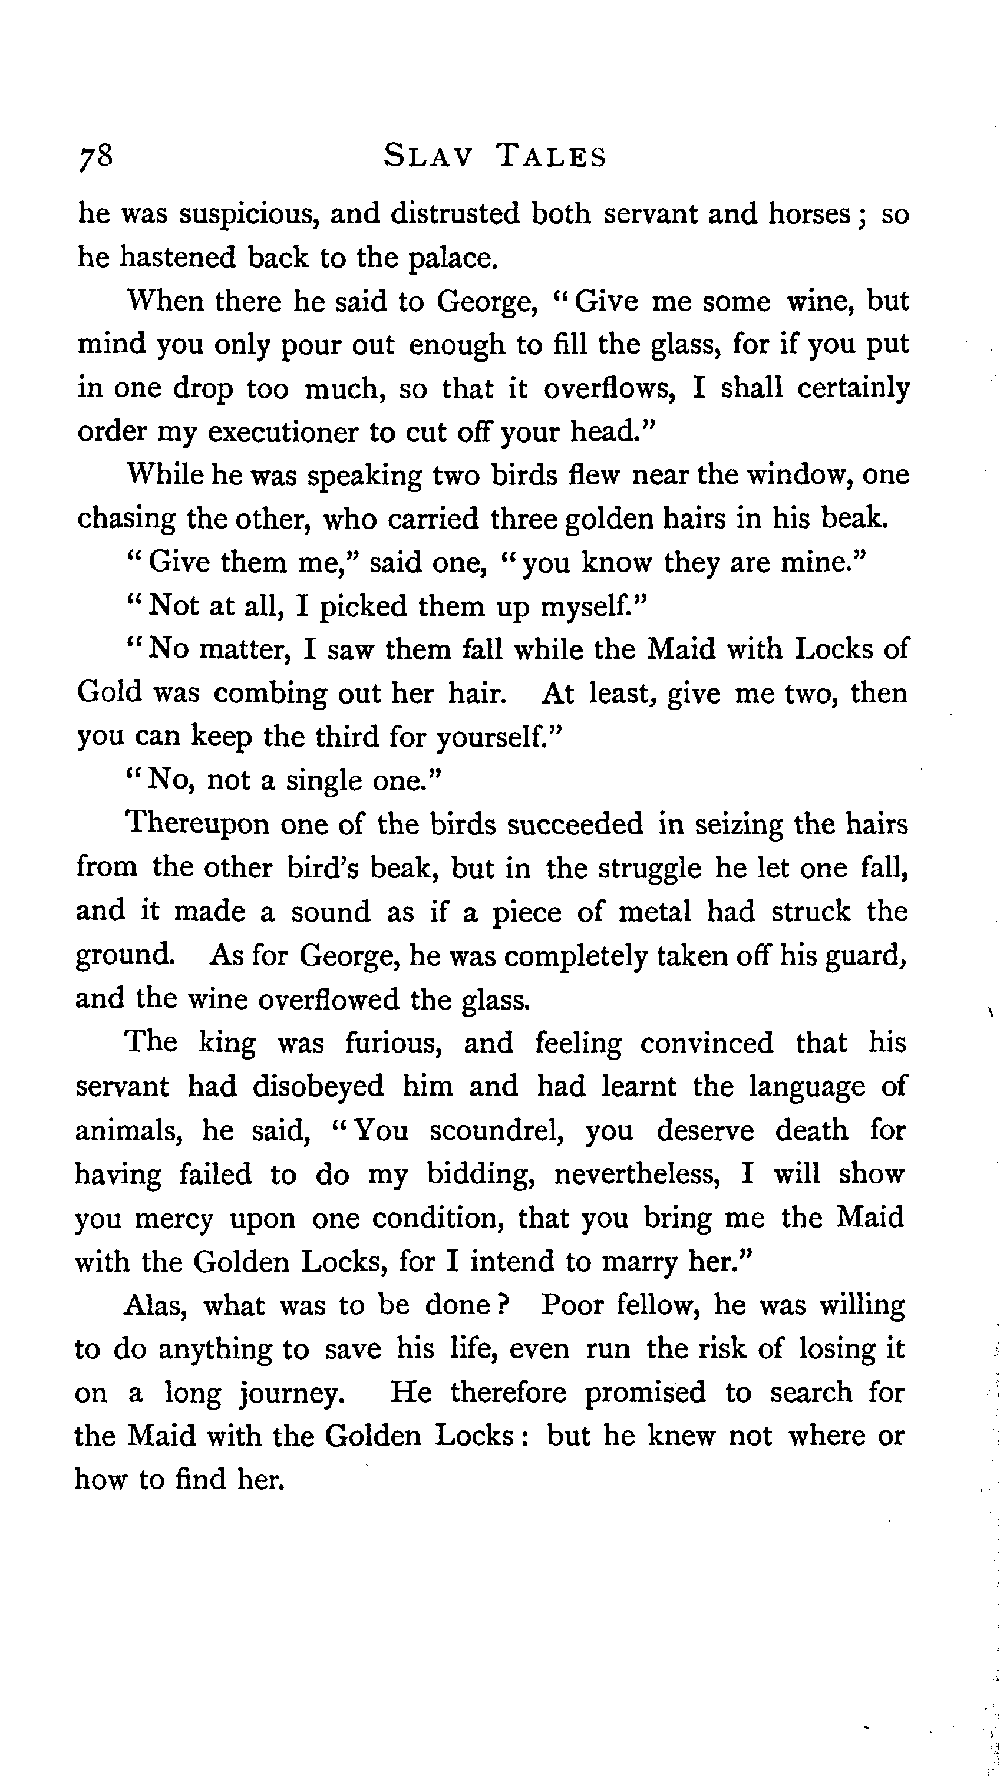 78 SLAV TALES
he was suspicious, and distrusted both servant and horses; so
he hastened back to the palace.
When there he said to George, "Give me some wine, but
mind you only pour out enough to fill the glass, for if you put
in one drop too much, so that it overflows, I shall certainly
order my executioner to cut off your head."
While he was speaking two birds flew near the window, one
chasing the other, who carried three golden hairs in his beak.
"Give them me," said one, "you know they are mine."
"Not at all, I picked them up myself."
"No matter, I saw them fall while the Maid with Locks of
Gold was combing out her hair. At least, give me two, then
you can keep the third for yourself."
"No, not a single one."
Thereupon one of the birds succeeded in seizing the hairs
from the other bird's beak, but in the struggle he let one fall,
and it made a sound as if a piece of metal had struck the
ground. As for George, he was completely taken off his guard,
and the wine overflowed the glass.
The king was furious, and feeling convinced that his
servant had disobeyed him and had learnt the language of
animals, he said, "You scoundrel, you deserve death for
having failed to do my bidding, nevertheless, I will show
you mercy upon one condition, that you bring me the Maid
with the Golden Locks, for I intend to marry her."
Alas, what was to be done? Poor fellow, he was willing
to do anything to save his life, even run the risk of losing it
on a long journey. He therefore promised to search for
the Maid with the Golden Locks: but he knew not where or
how to find her.